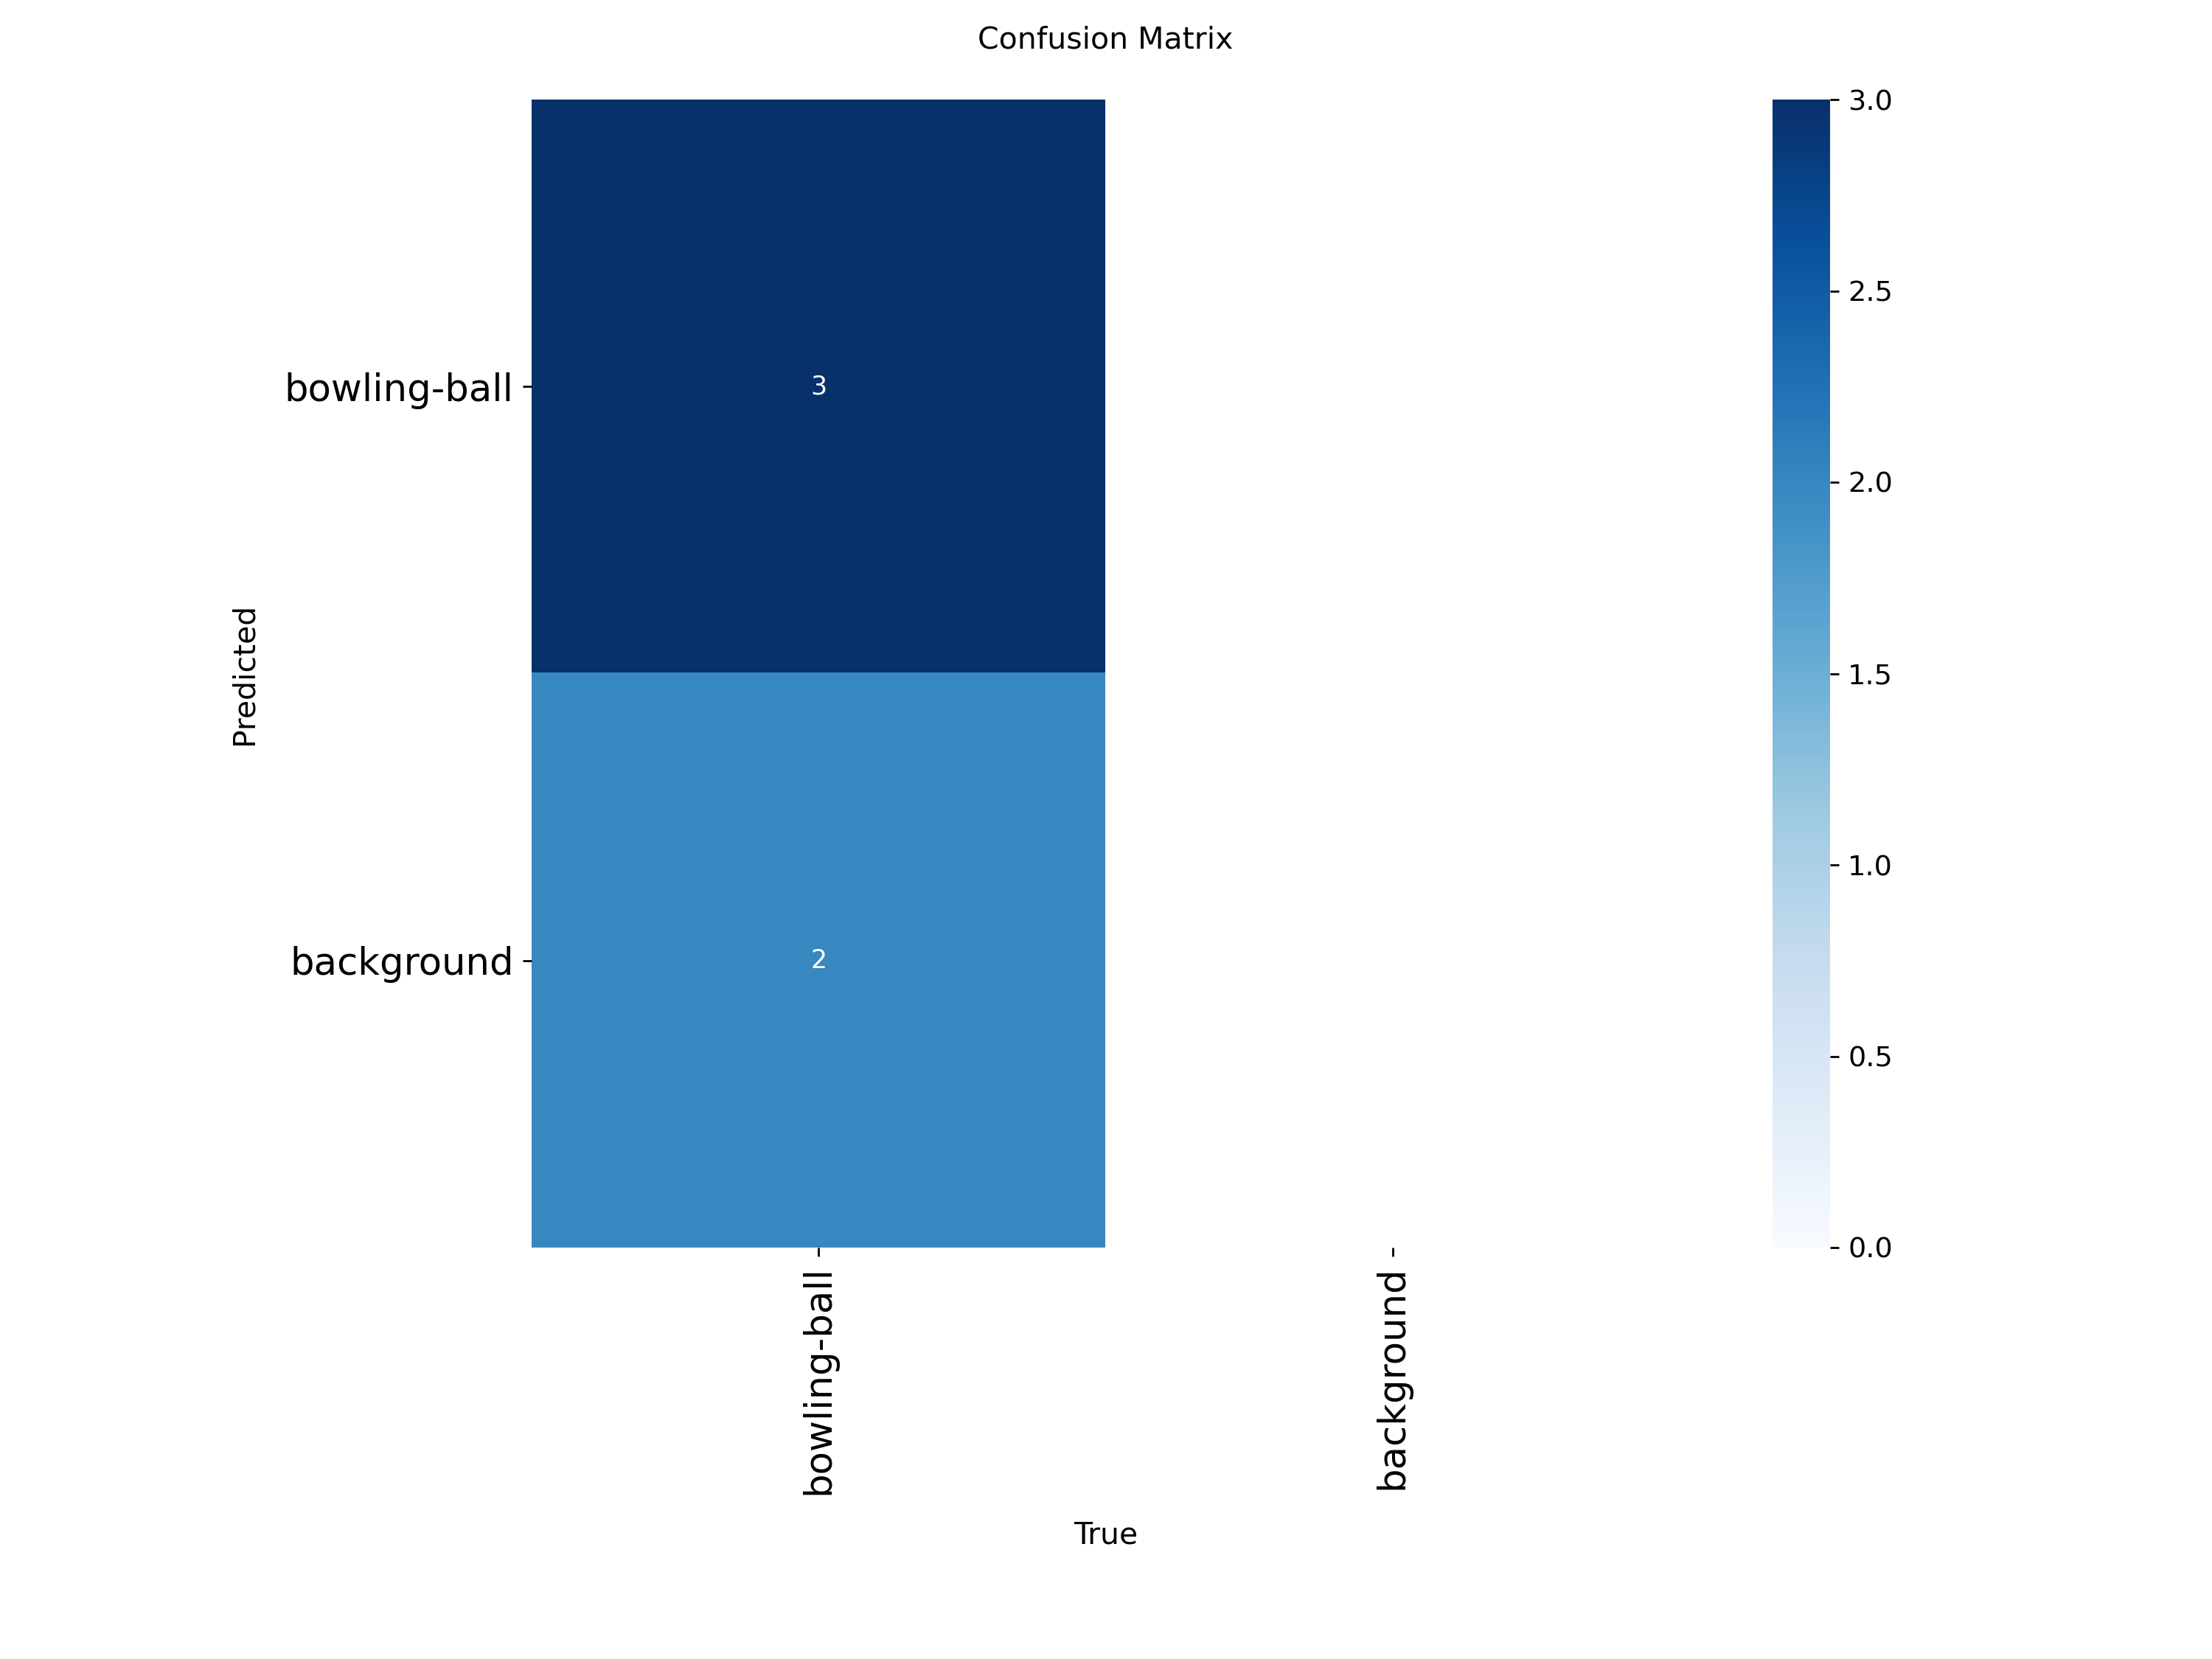 Confusion Matrix
bowling-ball
background
Predicted
3
2
bowling-ball
background
True
3.0
2.5
2.0
1.5
1.0
0.5
0.0